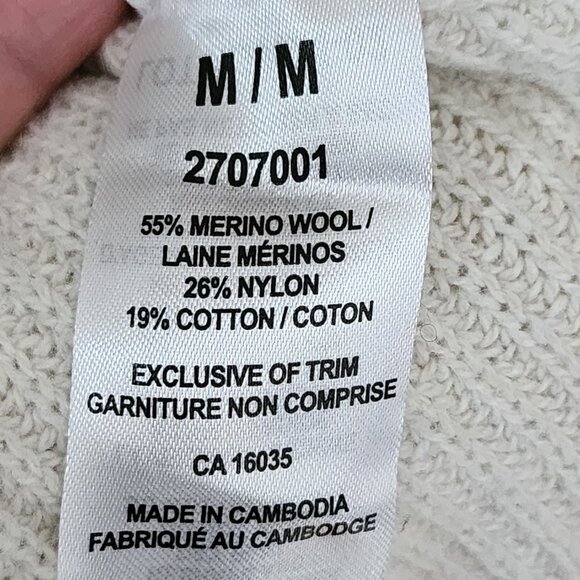 M / M
2707001
55% MERINO WOOL /
LAINE MÉRINOS
26% NYLON
19% COTTON / COTON
EXCLUSIVE OF TRIM
GARNITURE NON COMPRISE
CA 16035
MADE IN CAMBODIA
FABRIQUÉ AU CAMBODGE